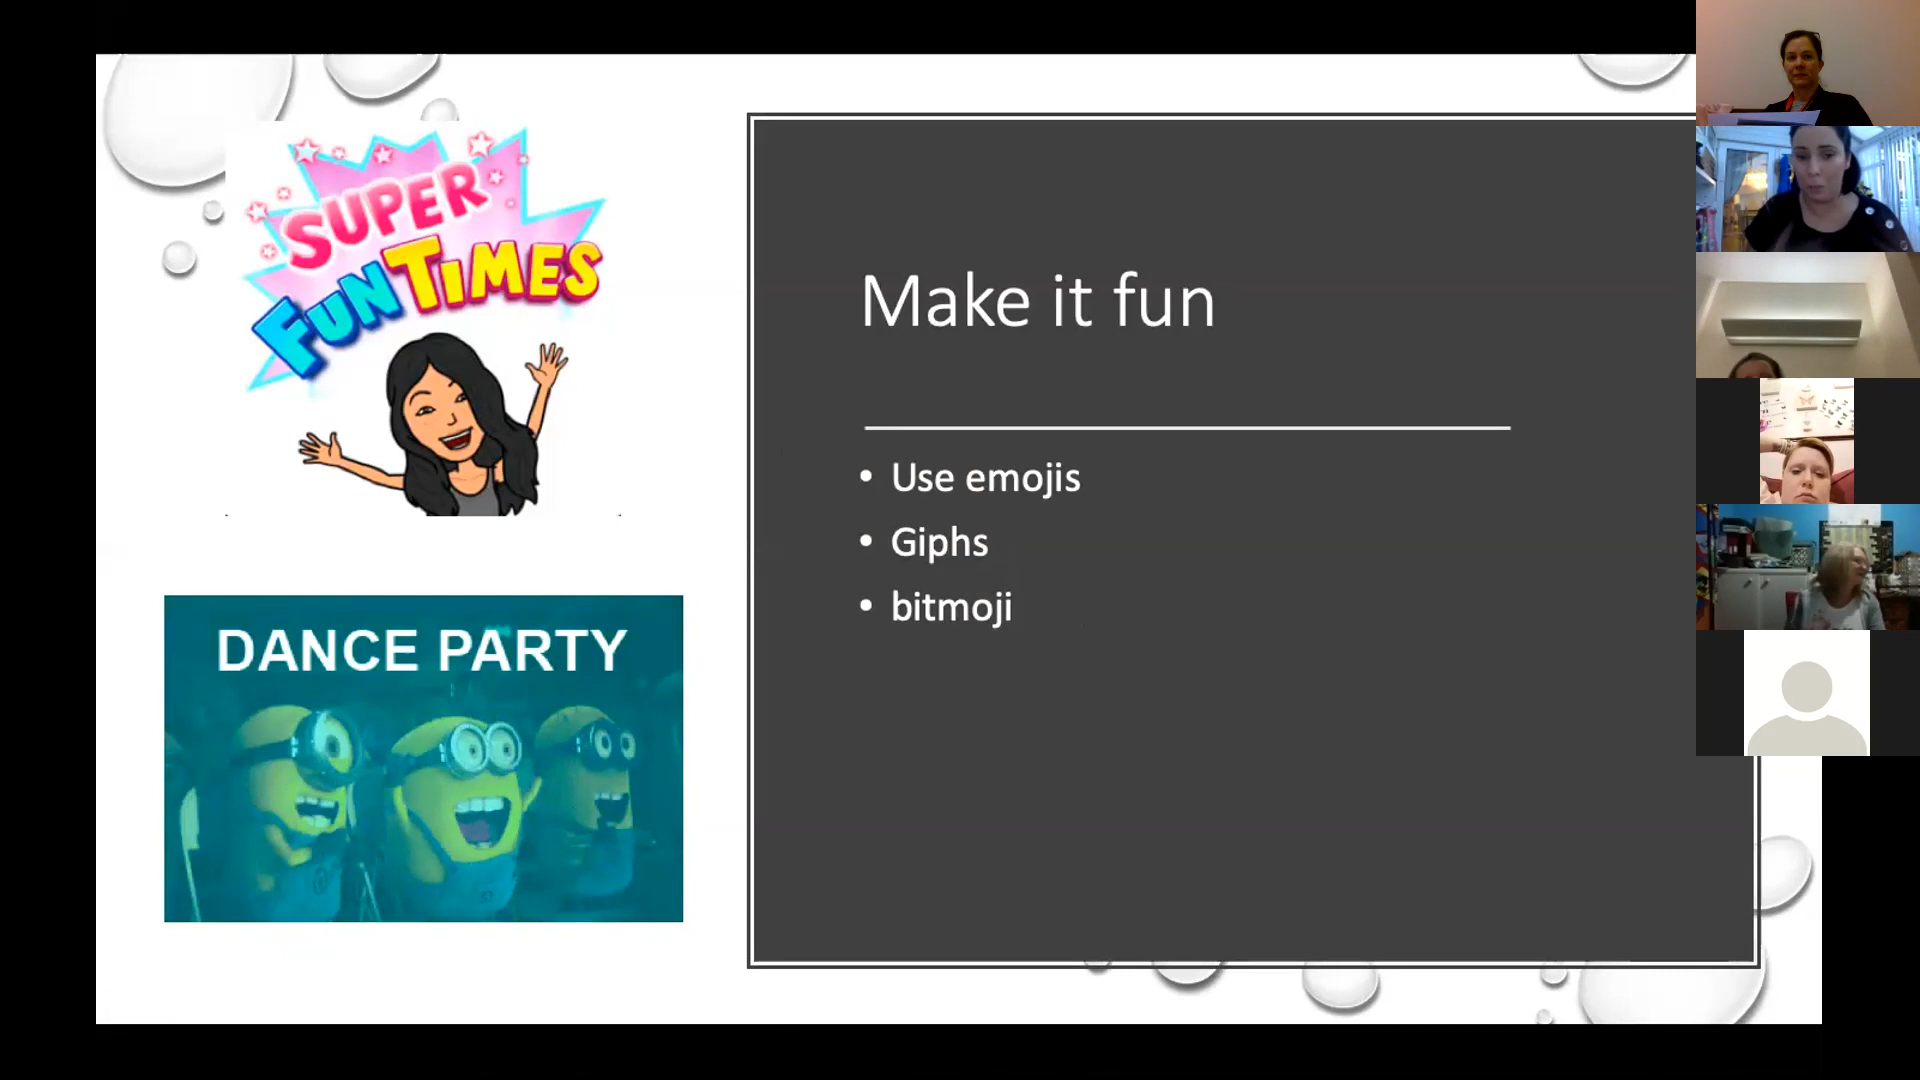 SUPER
FUN TIMES
DANCE PARTY
Make it fun
• Use emojis
• Giphs
• bitmoji